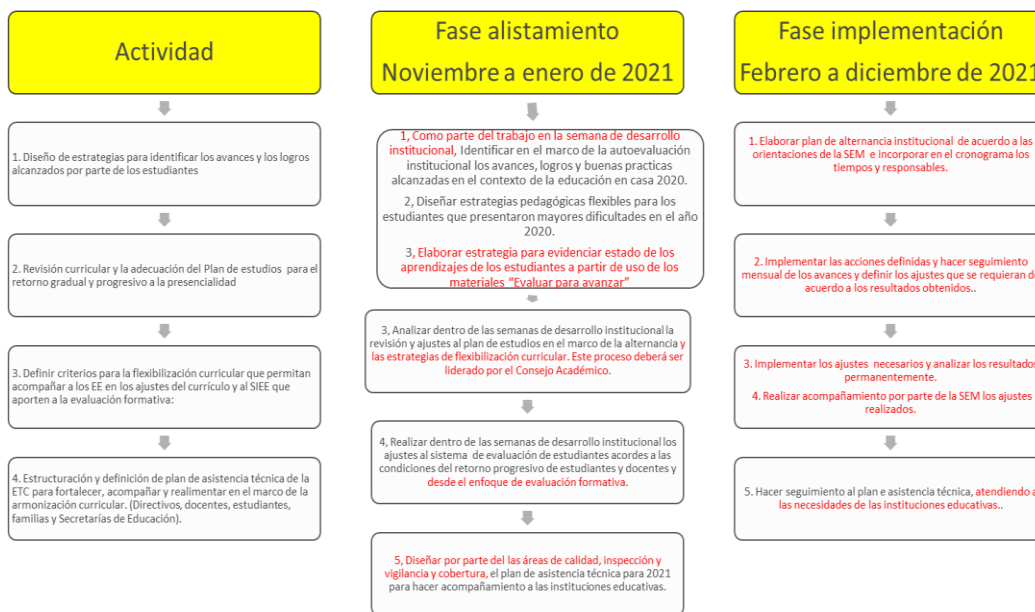 Actividad
1. Diseño de estrategias para identificar los avances y los logros
alcanzados por parte de los estudiantes
2. Revisión curricular y la adecuación del Plan de estudios para el
retorno gradual y progresivo a la presencialidad
3. Definir criterios para la flexibilización curricular que permitan
acompañar a los EE en los ajustes del currículo y al SIEE que
aporten a la evaluación formativa:
4. Estructuración y definición de plan de asistencia técnica de la
ETC para fortalecer, acompañar y realimentar en el marco de la
armonización curricular. (Directivos, docentes, estudiantes,
familias y Secretarías de Educación).
Fase alistamiento
Noviembre a enero de 2021
1, Como parte del trabajo en la semana de desarrollo
institucional, Identificar en el marco de la autoevaluación
institucional los avances, logros y buenas practicas
alcanzadas en el contexto de la educación en casa 2020.
2, Diseñar estrategias pedagógicas flexibles para los
estudiantes que presentaron mayores dificultades en el año
2020.
3, Elaborar estrategia para evidenciar estado de los
aprendizajes de los estudiantes a partir de uso de los
materiales “Evaluar para avanzar”
3, Analizar dentro de las semanas de desarrollo institucional la
revisión y ajustes al plan de estudios en el marco de la alternancia y
las estrategias de flexibilización curricular. Este proceso deberá ser
liderado por el Consejo Académico.
4, Realizar dentro de las semanas de desarrollo institucional los
ajustes al sistema de evaluación de estudiantes acordes a las
condiciones del retorno progresivo de estudiantes y docentes y
desde el enfoque de evaluación formativa.
5, Diseñar por parte del las áreas de calidad, inspección y
vigilancia y cobertura, el plan de asistencia técnica para 2021
para hacer acompañamiento a las instituciones educativas.
Fase implementación
Febrero a diciembre de 2021
1. Elaborar plan de alternancia institucional de acuerdo a las
orientaciones de la SEM e incorporar en el cronograma los
tiempos y responsables.
2. Implementar las acciones definidas y hacer seguimiento
mensual de los avances y definir los ajustes que se requieran de
acuerdo a los resultados obtenidos..
3. Implementar los ajustes necesarios y analizar los resultados
permanentemente.
4. Realizar acompañamiento por parte de la SEM los ajustes
realizados.
5. Hacer seguimiento al plan e asistencia técnica, atendiendo a
las necesidades de las instituciones educativas..